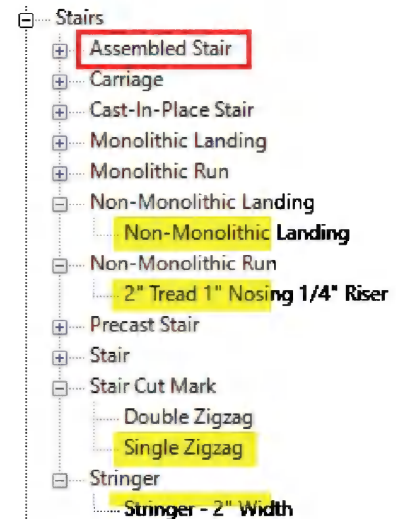 Stairs
Assembled Stair
Carriage
Cast-In-Place Stair
Monolithic Landing
Monolithic Run
Non-Monolithic Landing
Non-Monolithic Landing
Non-Monolithic Run
2" Tread 1" Nosing 1/4" Riser
Precast Stair
Stair
Stair Cut Mark
Double Zigzag
Single Zigzag
Stringer
Stringer - 2" Width